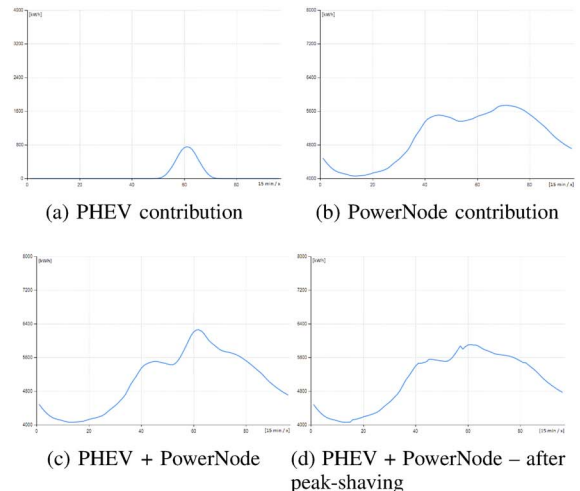 4000
[kWh]
3200
2400
1600
800
0
0 20 40 60 80
[15 min / x]
(a) PHEV contribution
8000
[kWh]
7200
6400
5600
4800
4000
0 20 40 60 80
[15 min / x]
(b) PowerNode contribution
8000
[kWh]
7200
6400
5600
4800
4000
0 20 40 60 80
[15 min / x]
(c) PHEV + PowerNode
8000
[kWh]
7200
6400
5600
4800
4000
0 20 40 60 80
[15 min / x]
(d) PHEV + PowerNode – after
peak-shaving